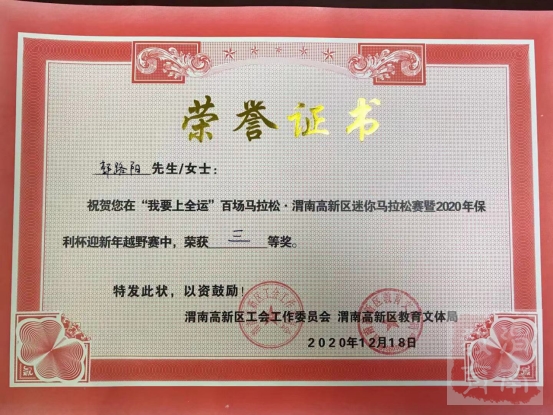 荣誉证书
路阳 先生/女士：
祝贺您在“我要上全运”百场马拉松·渭南高新区迷你马拉松赛暨2020年保
利杯迎新年越野赛中，荣获 三 等奖。
特发此状，以资鼓励！
渭南高新区工会工作委员会 渭南高新区教育文体局
2020年12月18日